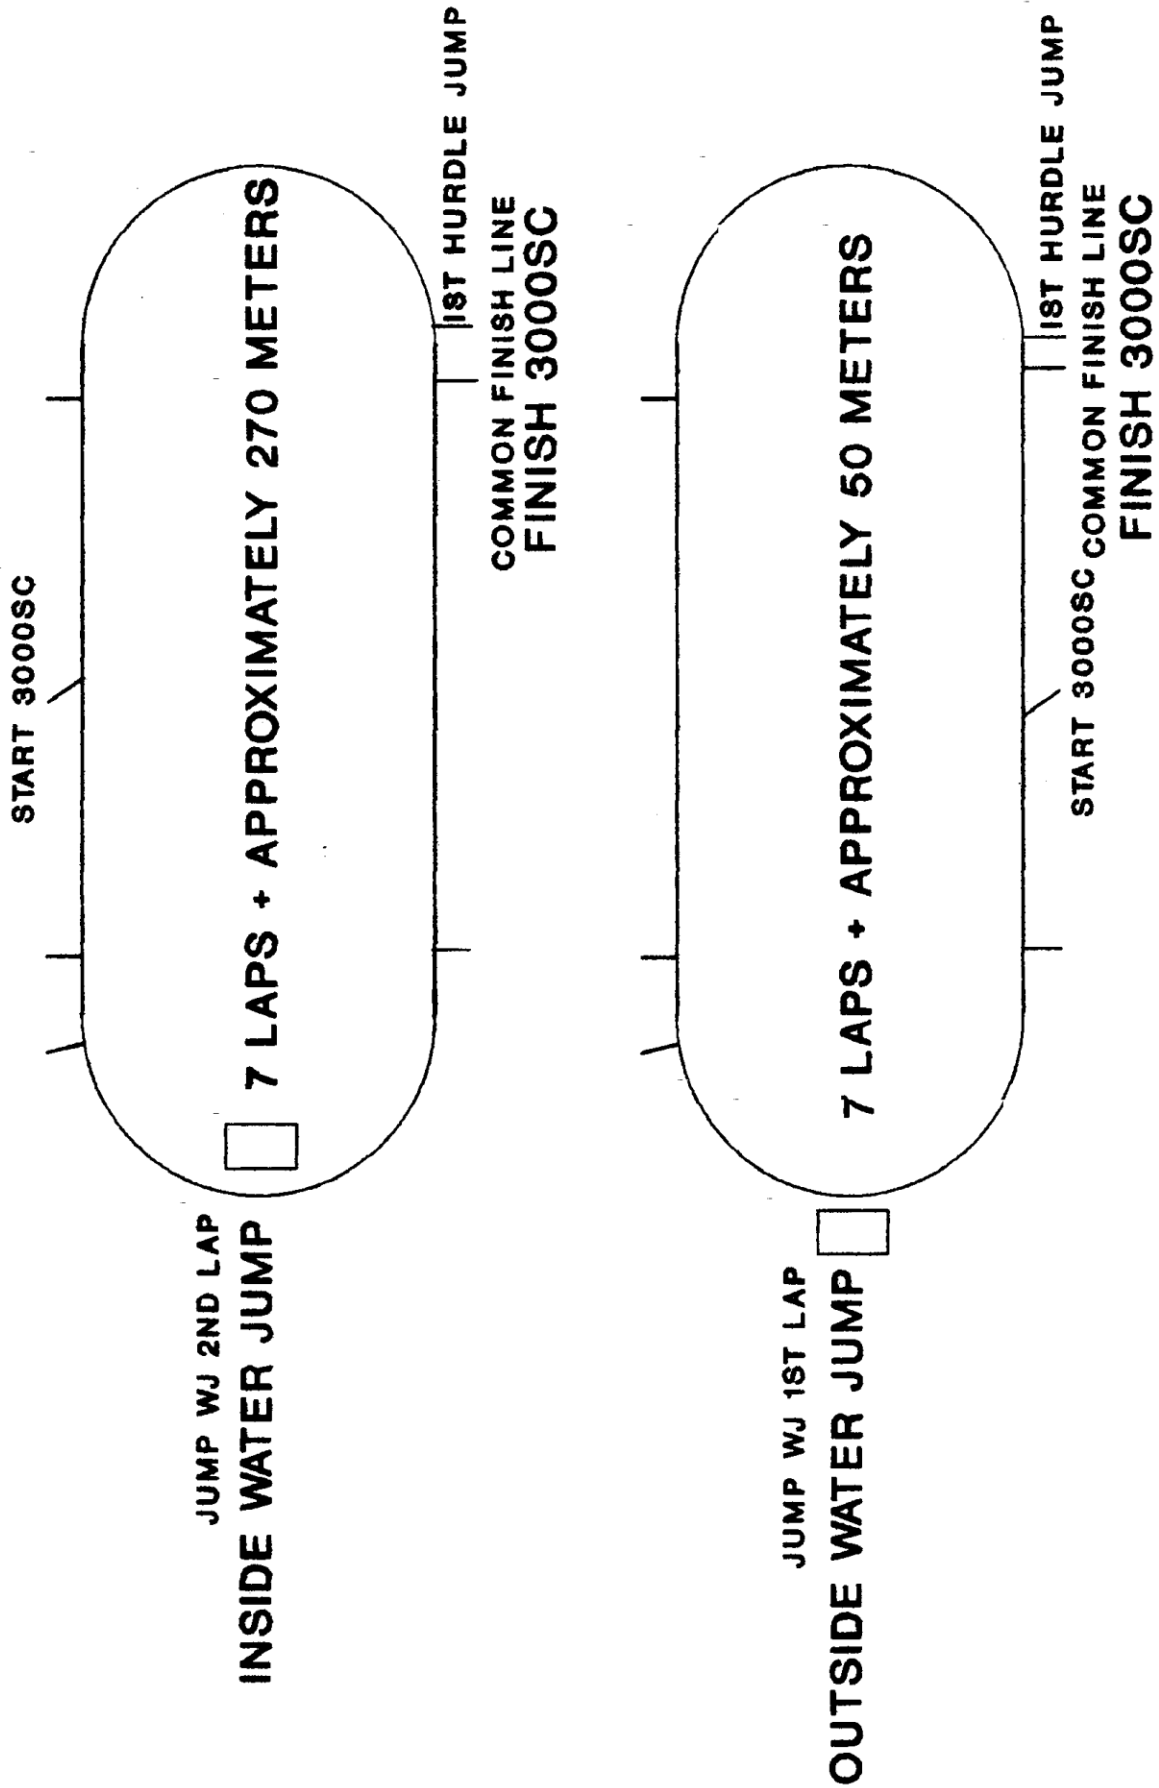 START 3000SC
7 LAPS + APPROXIMATELY 270 METERS
1ST HURDLE JUMP
COMMON FINISH LINE
FINISH 3000SC
JUMP WJ 2ND LAP
INSIDE WATER JUMP
7 LAPS + APPROXIMATELY 50 METERS
1ST HURDLE JUMP
START 3000SC
COMMON FINISH LINE
FINISH 3000SC
JUMP WJ 1ST LAP
OUTSIDE WATER JUMP